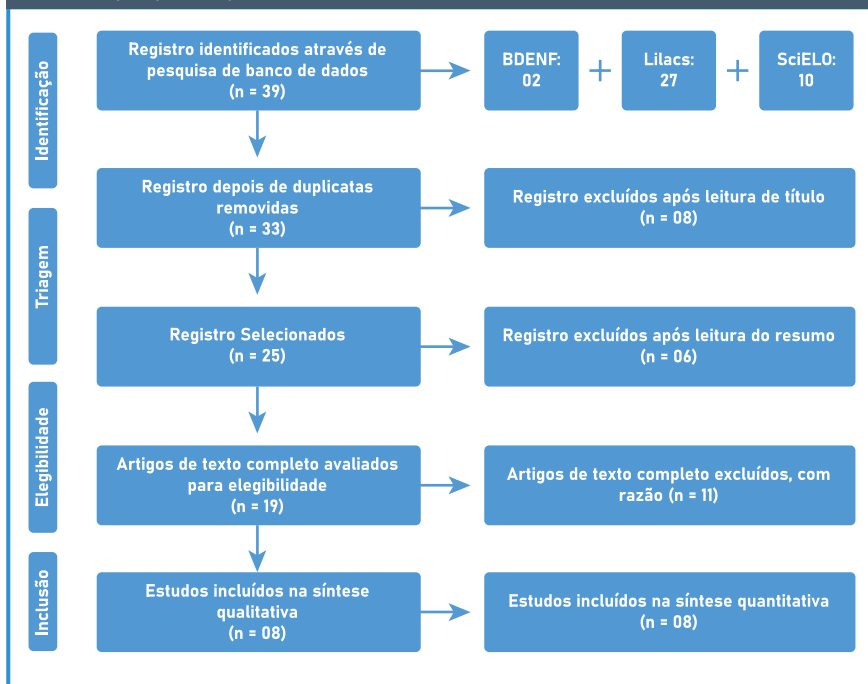 Identificação
Registro identificados através de
pesquisa de banco de dados
(n = 39)
BDENF:
02
+
Lilacs:
27
+
SciELO:
10
Registro depois de duplicatas
removidas
(n = 33)
Registro excluídos após leitura de título
(n = 08)
Triagem
Registro Selecionados
(n = 25)
Registro excluídos após leitura do resumo
(n = 06)
Elegibilidade
Artigos de texto completo avaliados
para elegibilidade
(n = 19)
Artigos de texto completo excluídos, com
razão (n = 11)
Inclusão
Estudos incluídos na síntese
qualitativa
(n = 08)
Estudos incluídos na síntese quantitativa
(n = 08)